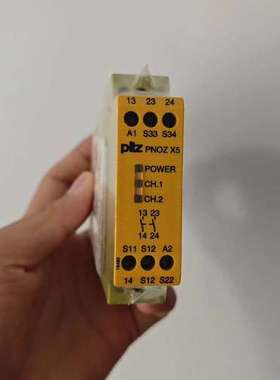 13 23 24
A1 S33 S34
pilz PNOZ X5
POWER
CH.1
CH.2
13 23
14 24
S11 S12 A2
14 S12 S22